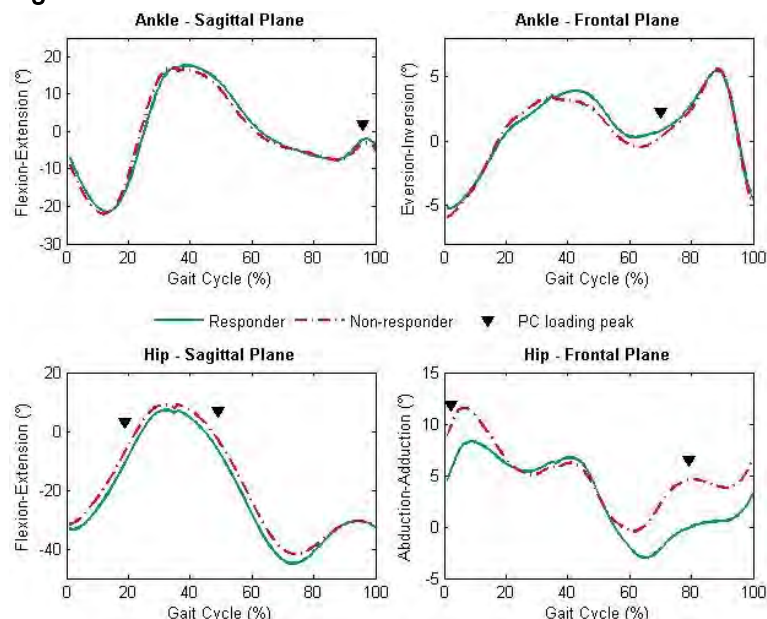 Ankle - Sagittal Plane
Flexion-Extension (°)
20
10
0
-10
-20
-30
0 20 40 60 80 100
Gait Cycle (%)
Ankle - Frontal Plane
Eversion-Inversion (°)
5
0
-5
0 20 40 60 80 100
Gait Cycle (%)
Responder Non-responder PC loading peak
Hip - Sagittal Plane
Flexion-Extension (°)
20
0
-20
-40
0 20 40 60 80 100
Gait Cycle (%)
Hip - Frontal Plane
Abduction-Adduction (°)
15
10
5
0
-5
0 20 40 60 80 100
Gait Cycle (%)